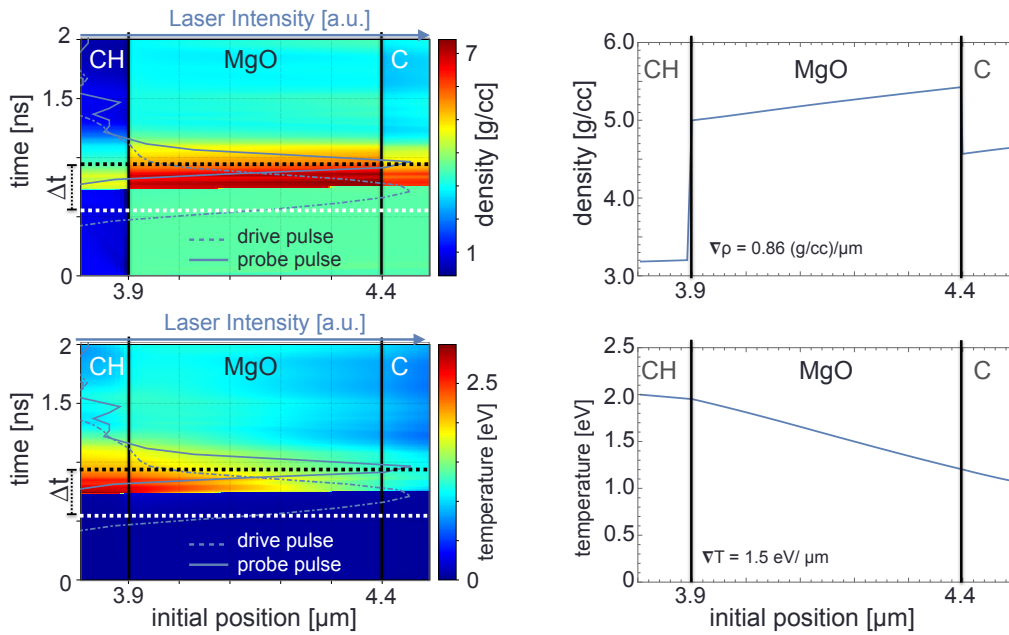 Laser Intensity [a.u.]
2
1.5
0
time [ns]
Δt
CH
MgO
C
drive pulse
probe pulse
3.9
4.4
7
1
density [g/cc]
6.0
5.0
4.0
3.0
density [g/cc]
CH
MgO
C
∇ρ = 0.86 (g/cc)/µm
3.9
4.4
Laser Intensity [a.u.]
2
1.5
0
time [ns]
Δt
CH
MgO
C
drive pulse
probe pulse
3.9
4.4
initial position [µm]
2.5
0
temperature [eV]
2.5
2.0
1.5
1.0
0.5
0
temperature [eV]
CH
MgO
C
∇T = 1.5 eV/ µm
3.9
4.4
initial position [µm]